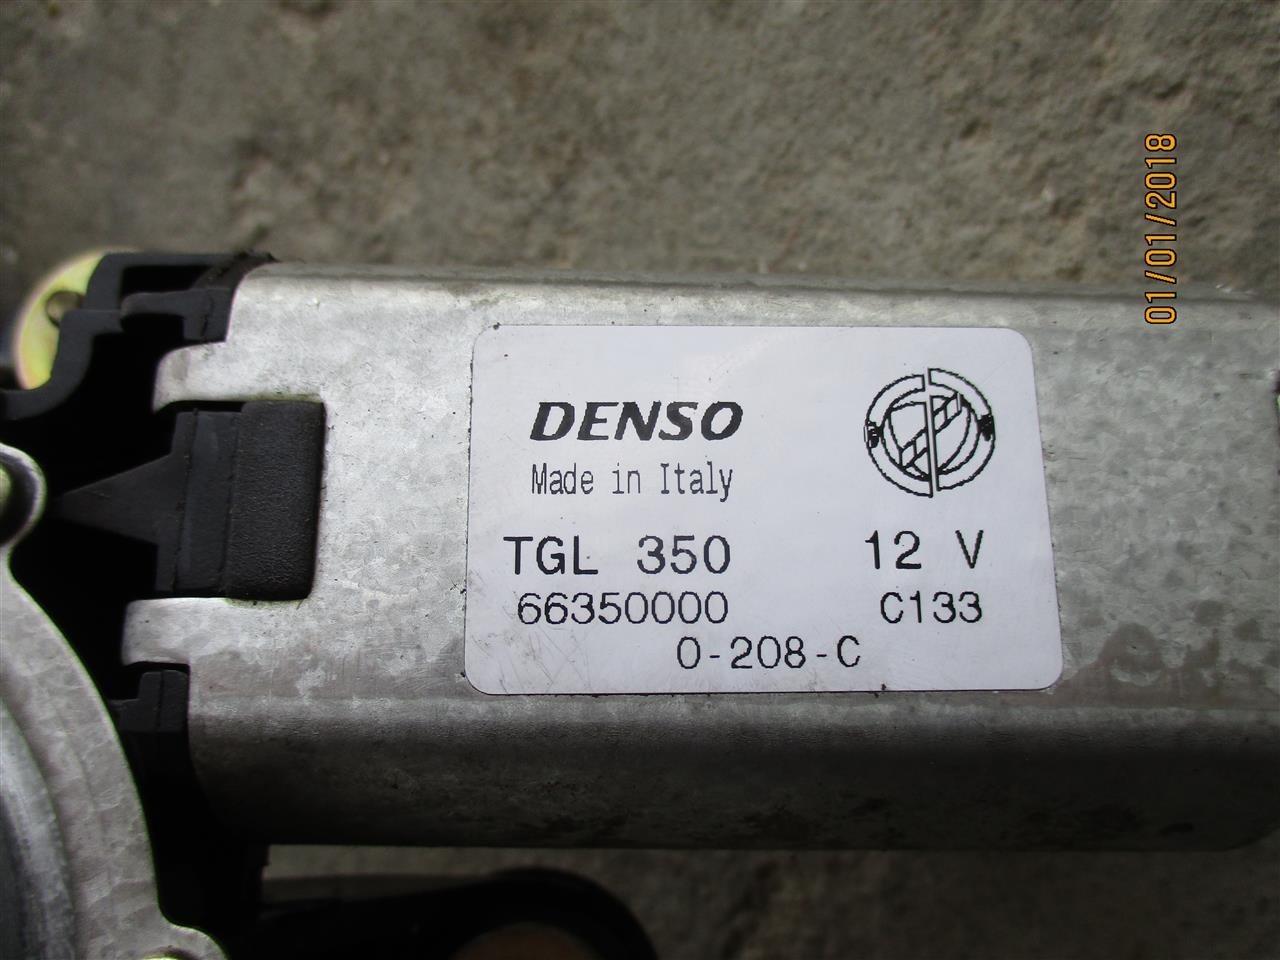 DENSO
Made in Italy
TGL 350 12 V
66350000 C133
0-208-C
01/01/2018